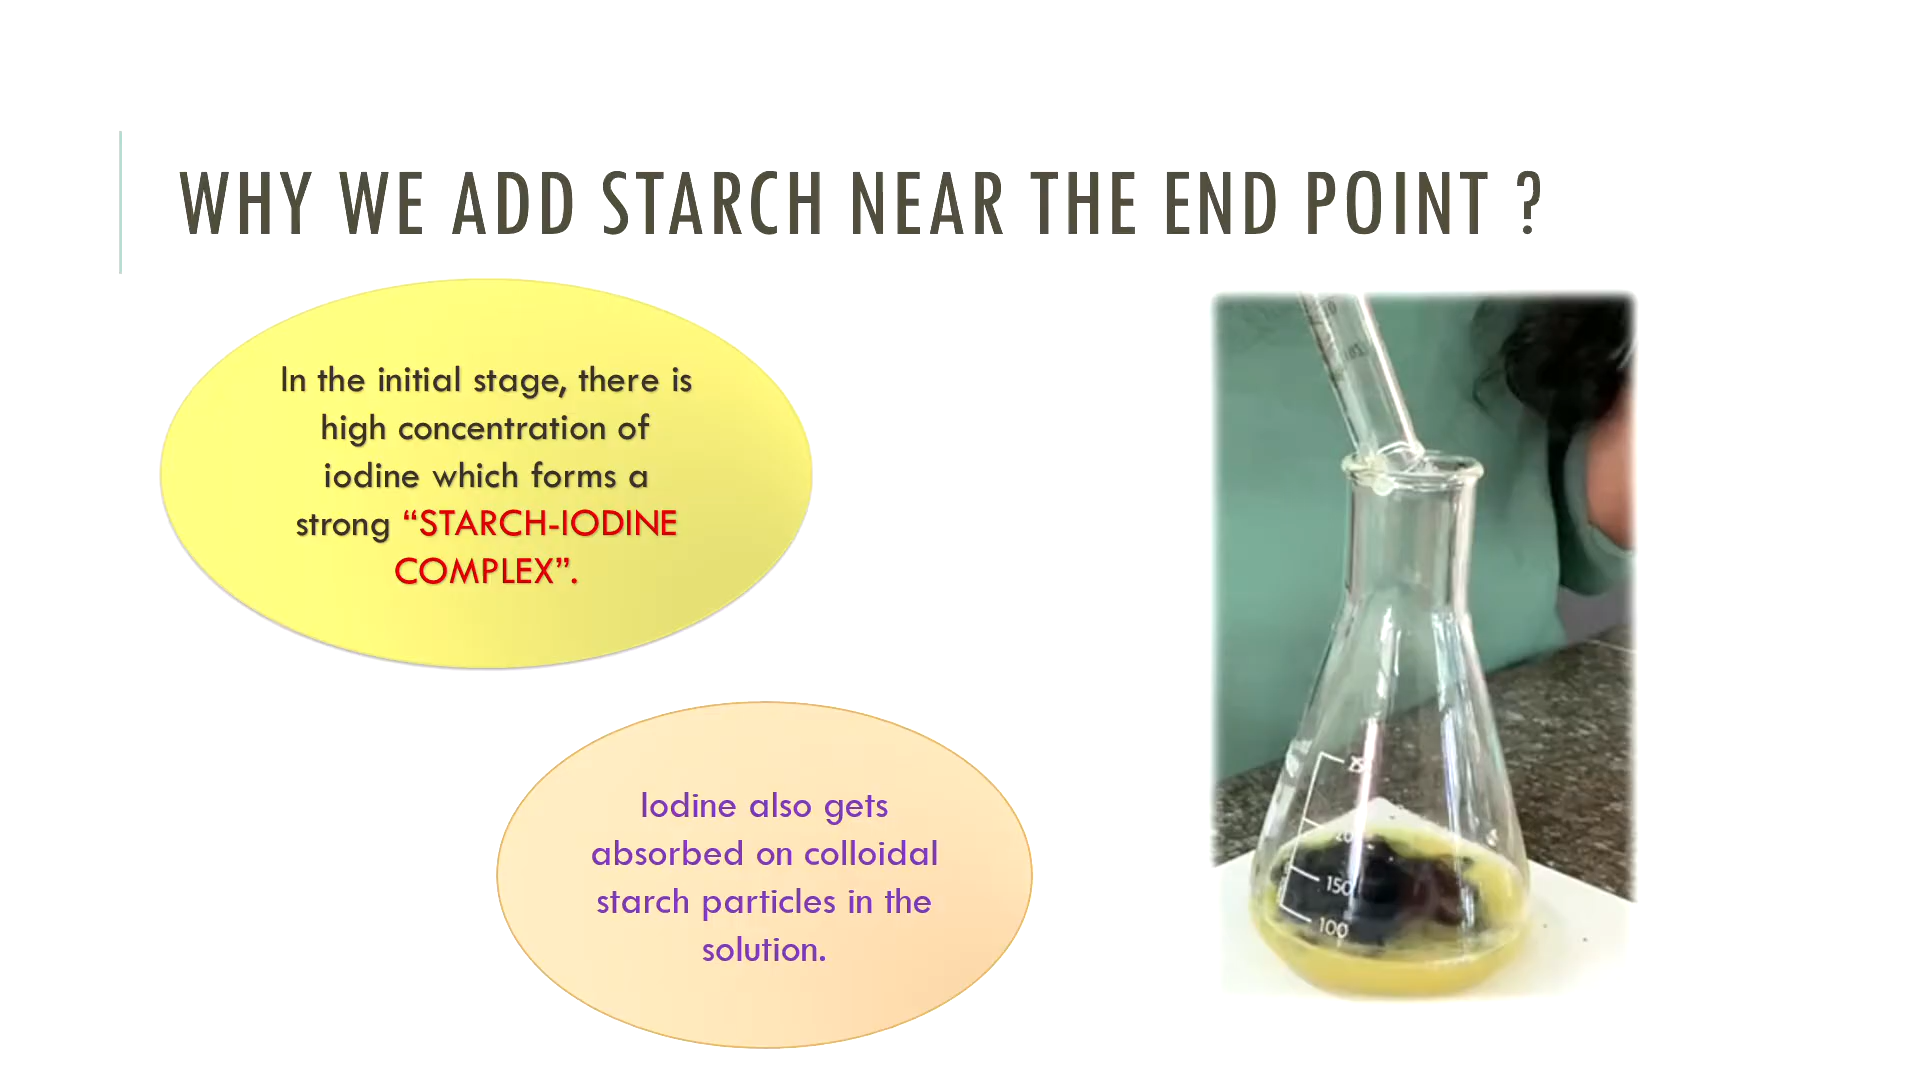 WHY WE ADD STARCH NEAR THE END POINT ?
In the initial stage, there is
high concentration of
iodine which forms a
strong “STARCH-IODINE
COMPLEX”.
Iodine also gets
absorbed on colloidal
starch particles in the
solution.
150
100